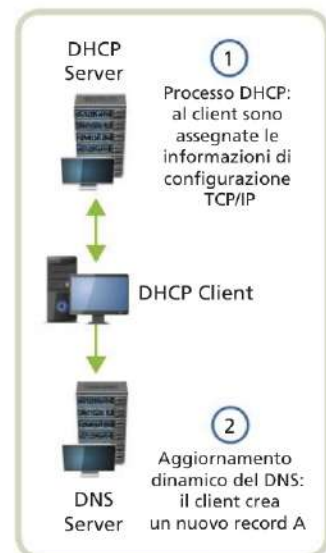 DHCP
Server
1
Processo DHCP:
al client sono
assegnate le
informazioni di
configurazione
TCP/IP
DHCP Client
2
Aggiornamento
dinamico del DNS:
il client crea
un nuovo record A
DNS
Server